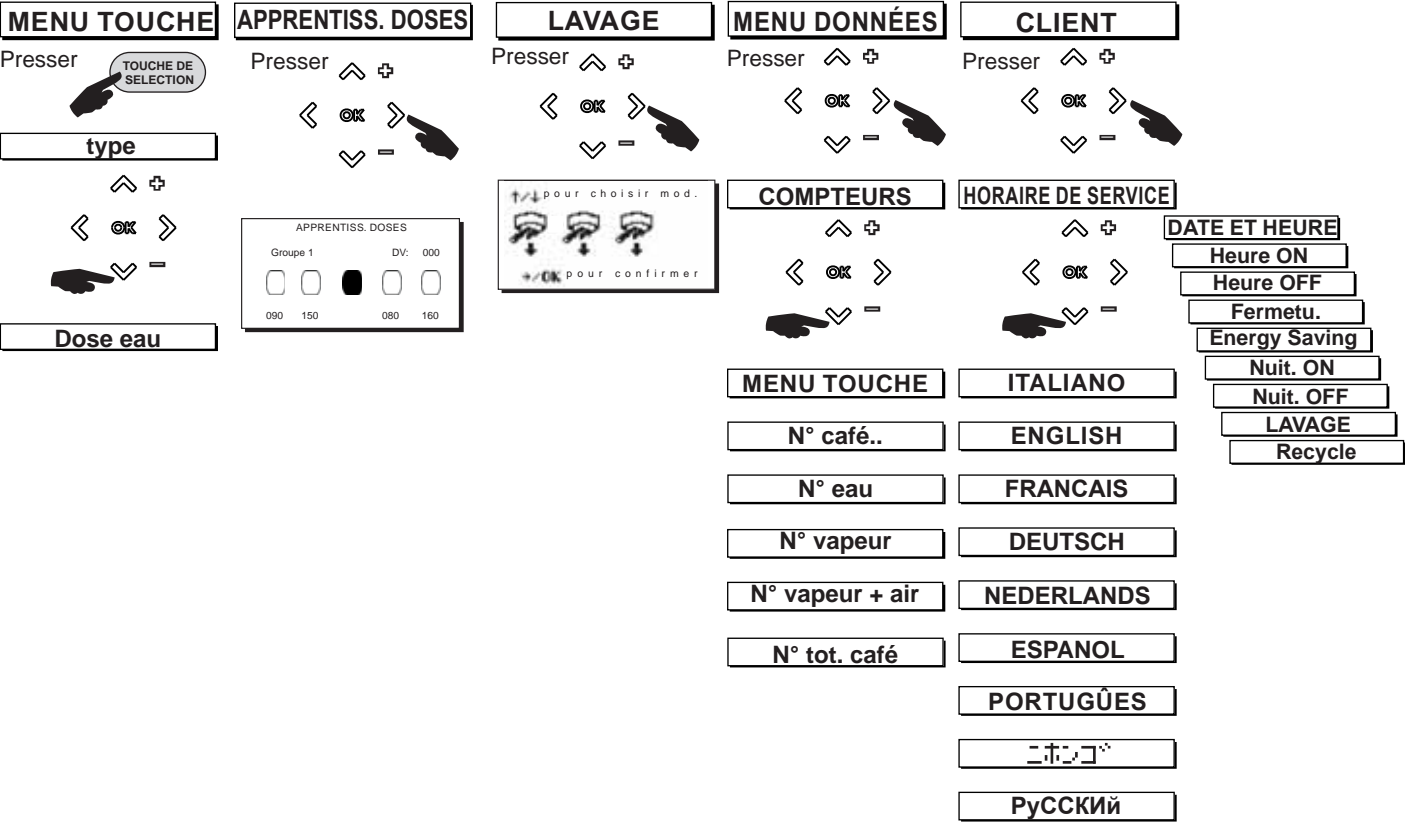 MENU TOUCHE
Presser
TOUCHE DE
SELECTION
type
OK
Dose eau
APPRENTISS. DOSES
Presser
OK
APPRENTISS. DOSES
Groupe 1 DV: 000
090 150 080 160
LAVAGE
Presser
OK
↑/↓ pour choisir mod.
→/OK pour confirmer
MENU DONNÉES
Presser
OK
COMPTEURS
OK
MENU TOUCHE
N° café..
N° eau
N° vapeur
N° vapeur + air
N° tot. café
CLIENT
Presser
OK
HORAIRE DE SERVICE
OK
ITALIANO
ENGLISH
FRANCAIS
DEUTSCH
NEDERLANDS
ESPANOL
PORTUGÛES
ニホンゴ
РуССКИй
DATE ET HEURE
Heure ON
Heure OFF
Fermetu.
Energy Saving
Nuit. ON
Nuit. OFF
LAVAGE
Recycle